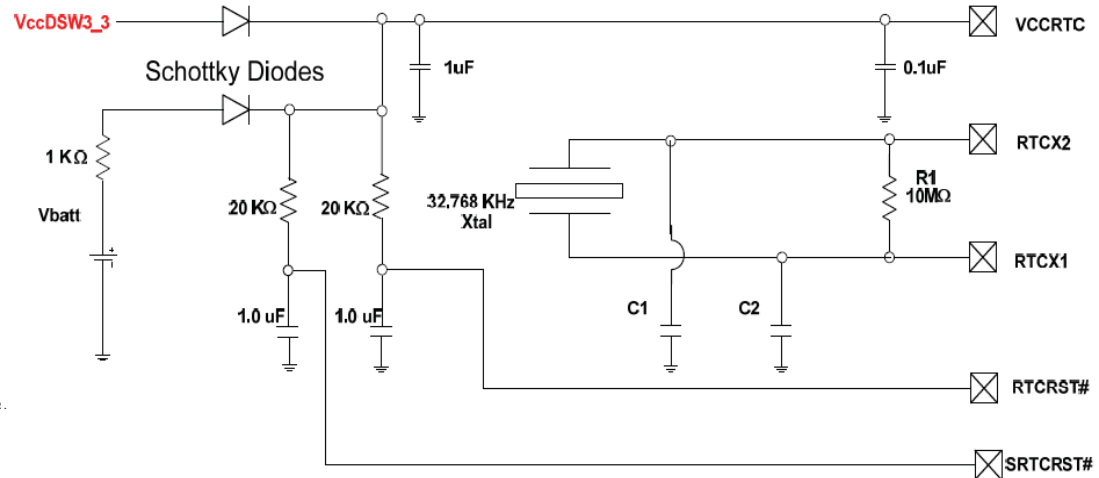 VccDSW3_3
VCCRTC
1uF
0.1uF
Schottky Diodes
1 KΩ
Vbatt
+
20 KΩ
20 KΩ
32,768 KHz
Xtal
R1
10MΩ
RTCX2
RTCX1
1.0 uF
1.0 uF
C1
C2
RTCRST#
SRTCRST#